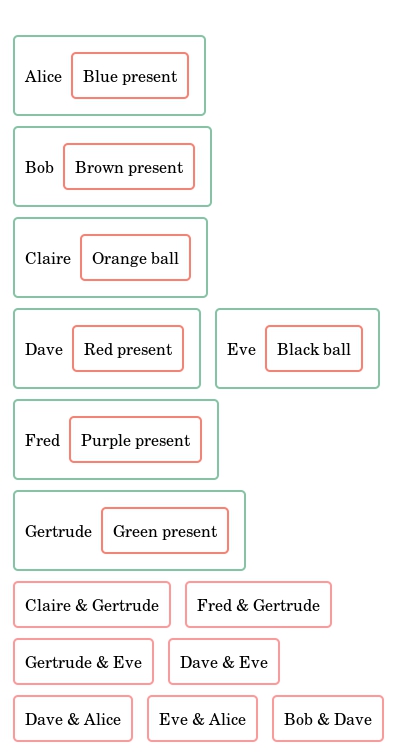 Alice Blue present
Bob Brown present
Claire Orange ball
Dave Red present Eve Black ball
Fred Purple present
Gertrude Green present
Claire & Gertrude Fred & Gertrude
Gertrude & Eve Dave & Eve
Dave & Alice Eve & Alice Bob & Dave